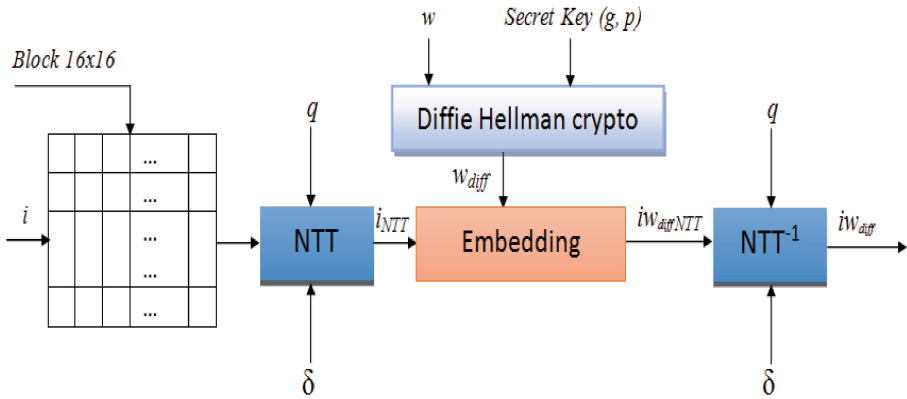 w
Secret Key (g, p)
Block 16x16
q
Diffie Hellman crypto
q
...
w_diff
...
i
i_NTT
iw_diffNTT
iw_diff
...
NTT
Embedding
NTT⁻¹
...
...
δ
δ